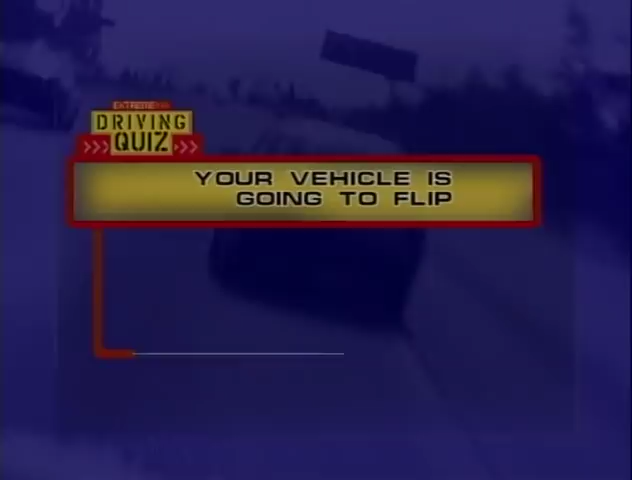 EXTREME
DRIVING
QUIZ
YOUR VEHICLE IS
GOING TO FLIP